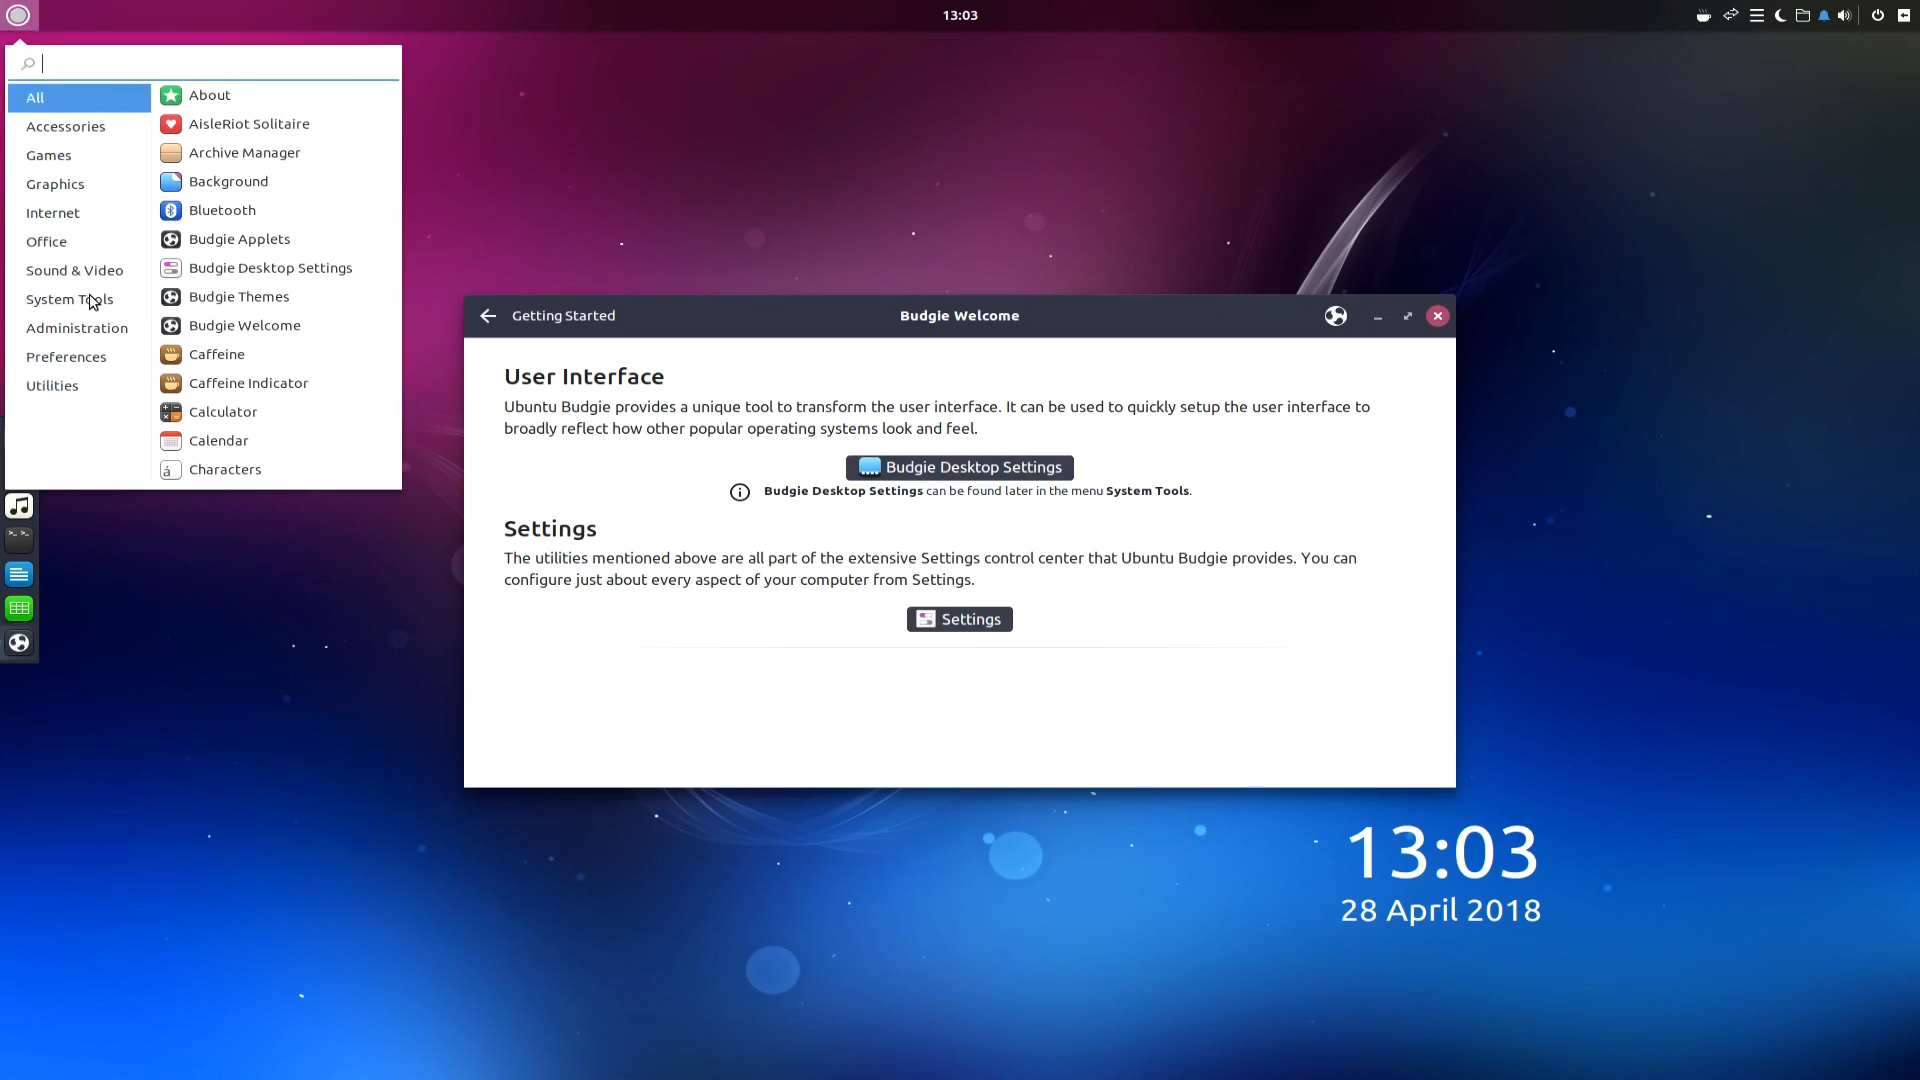 13:03
All
Accessories
Games
Graphics
Internet
Office
Sound & Video
System Tools
Administration
Preferences
Utilities
About
AisleRiot Solitaire
Archive Manager
Background
Bluetooth
Budgie Applets
Budgie Desktop Settings
Budgie Themes
Budgie Welcome
Caffeine
Caffeine Indicator
Calculator
Calendar
á Characters
Getting Started
Budgie Welcome
User Interface
Ubuntu Budgie provides a unique tool to transform the user interface. It can be used to quickly setup the user interface to
broadly reflect how other popular operating systems look and feel.
Budgie Desktop Settings
Budgie Desktop Settings can be found later in the menu System Tools.
Settings
The utilities mentioned above are all part of the extensive Settings control center that Ubuntu Budgie provides. You can
configure just about every aspect of your computer from Settings.
Settings
13:03
28 April 2018